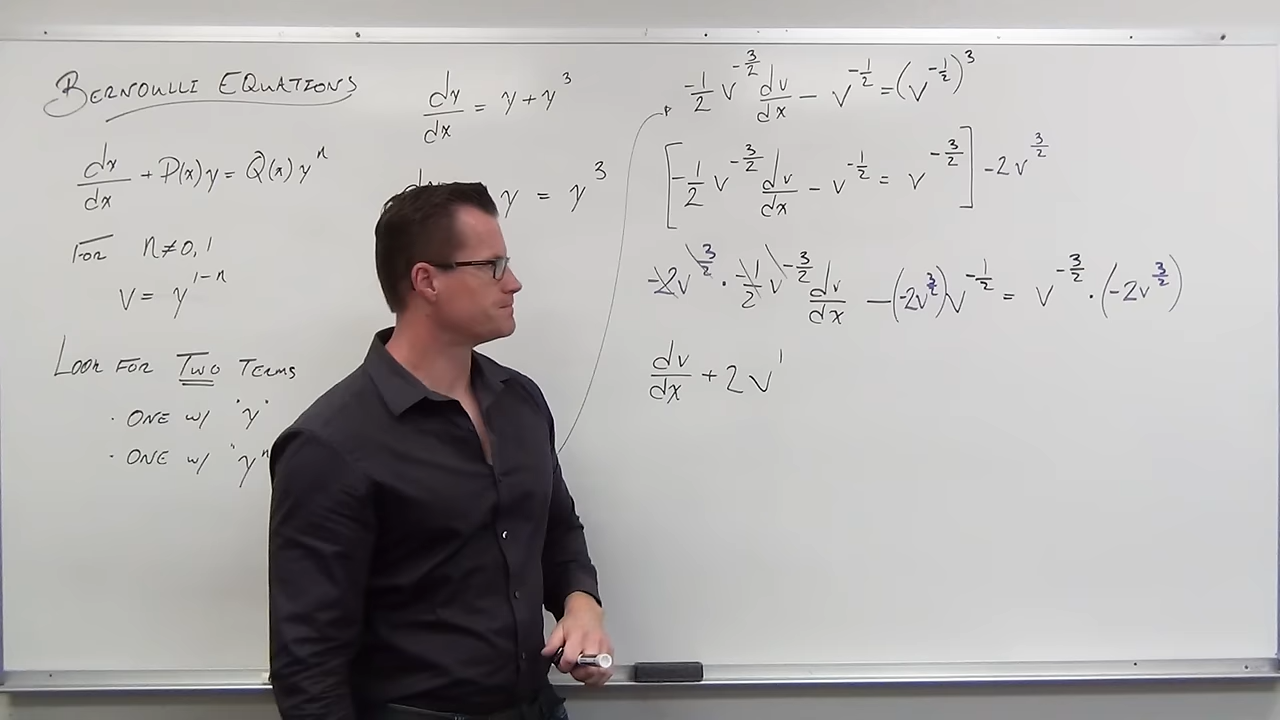 BERNOULLI EQUATIONS
dx/dx + P(x)y = Q(x)y^n
FOR n≠0,1
v = y^(1-n)
LOOK FOR TWO TERMS
· ONE w/ "y"
· ONE w/ "y^n
dy/dx = y + y^3
y = y^3
-1/2 v^(-3/2) dv/dx - v^(-1/2) = (v^(-1/2))^3
[-1/2 v^(-3/2) dv/dx - v^(-1/2) = v^(-3/2)] -2v^(3/2)
-2v^(3/2) · -1/2 v^(-3/2) dv/dx - (-2v^(3/2))v^(-1/2) = v^(-3/2) · (-2v^(3/2))
dv/dx + 2v^1